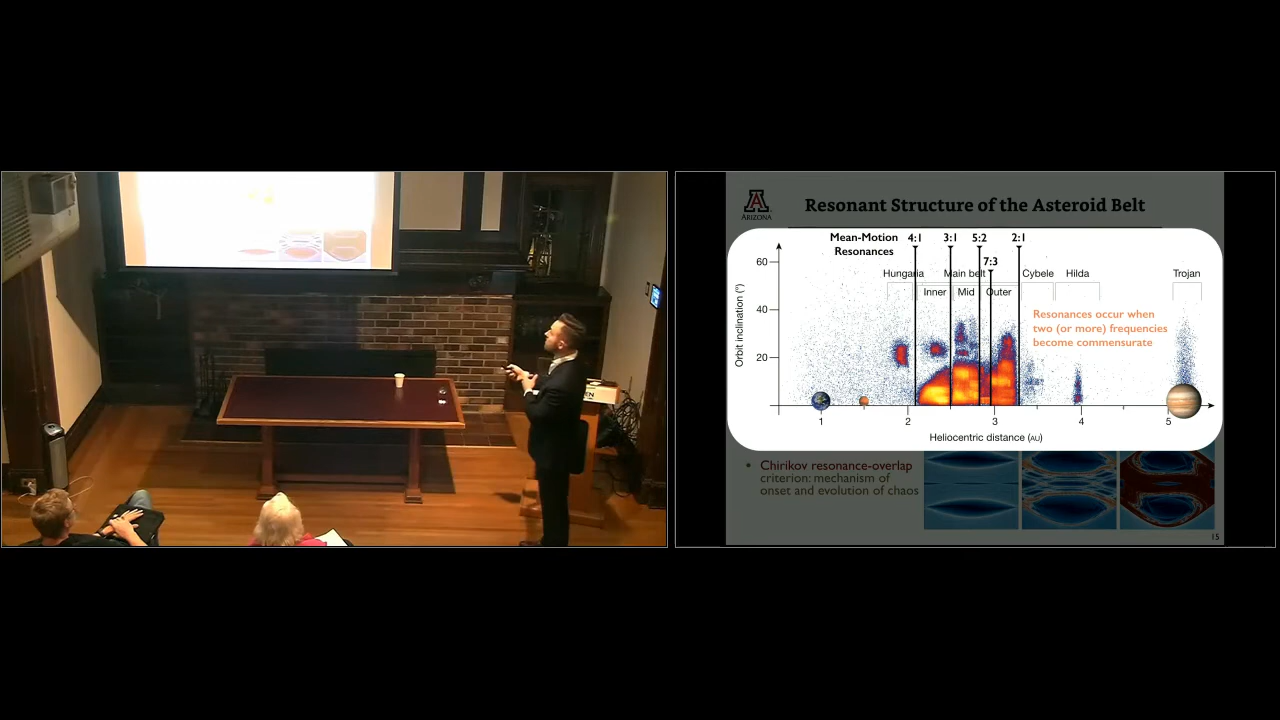 ARIZONA
Resonant Structure of the Asteroid Belt
Mean-Motion
Resonances
4:1
3:1
5:2
2:1
7:3
Hungaria
Main belt
Cybele
Hilda
Trojan
Inner
Mid
Outer
Orbit inclination (°)
60
40
20
Resonances occur when
two (or more) frequencies
become commensurate
1
2
3
4
5
Heliocentric distance (AU)
• Chirikov resonance-overlap
criterion: mechanism of
onset and evolution of chaos
15